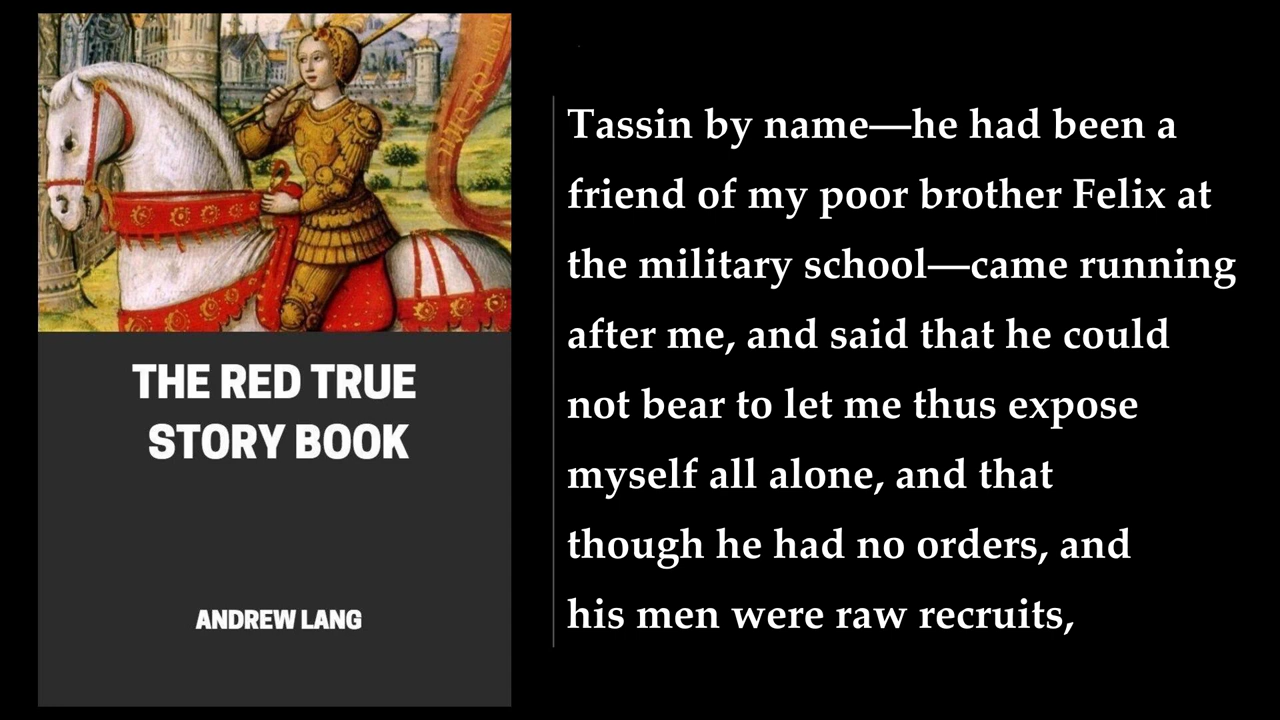 THE RED TRUE
STORY BOOK
ANDREW LANG
Tassin by name—he had been a
friend of my poor brother Felix at
the military school—came running
after me, and said that he could
not bear to let me thus expose
myself all alone, and that
though he had no orders, and
his men were raw recruits,